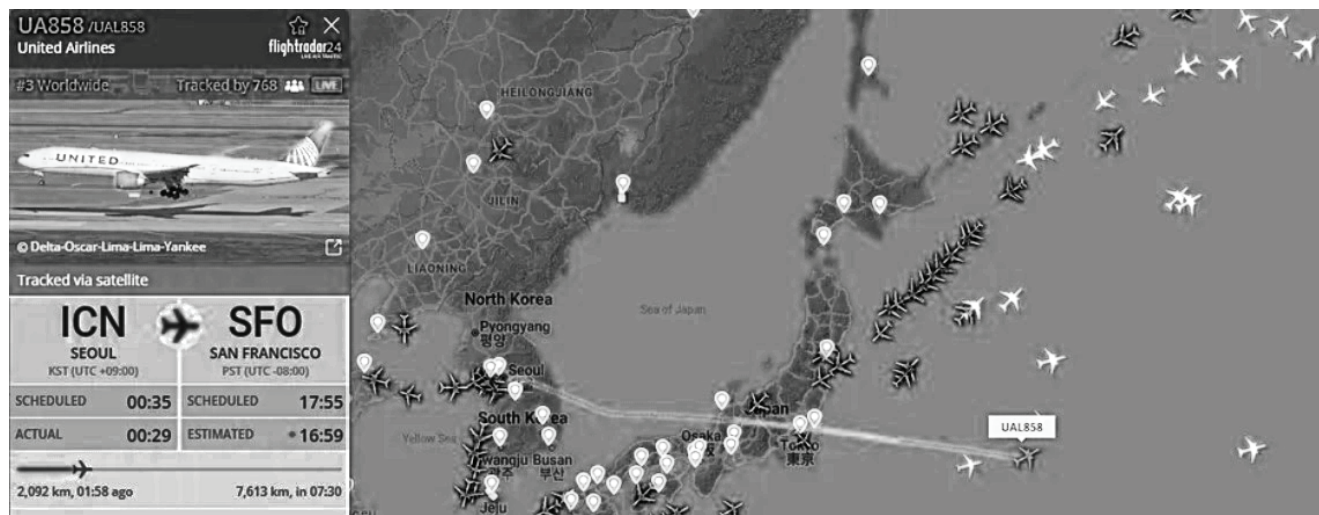 UA858 /UAL858
United Airlines
flightradar24
LIVE AIR TRAFFIC
#3 Worldwide
Tracked by 768
LIVE
UNITED
© Delta-Oscar-Lima-Lima-Yankee
Tracked via satellite
ICN
SEOUL
KST (UTC +09:00)
SFO
SAN FRANCISCO
PST (UTC -08:00)
SCHEDULED 00:35
SCHEDULED 17:55
ACTUAL 00:29
ESTIMATED 16:59
2,092 km, 01:58 ago
7,613 km, in 07:30
HEILONGJIANG
JILIN
LIAONING
North Korea
Pyongyang
평양
Sea of Japan
Seoul
South Korea
Yellow Sea
Gwangju
Busan
부산
Jeju
Japan
Osaka
Tokyo
東京
UAL858